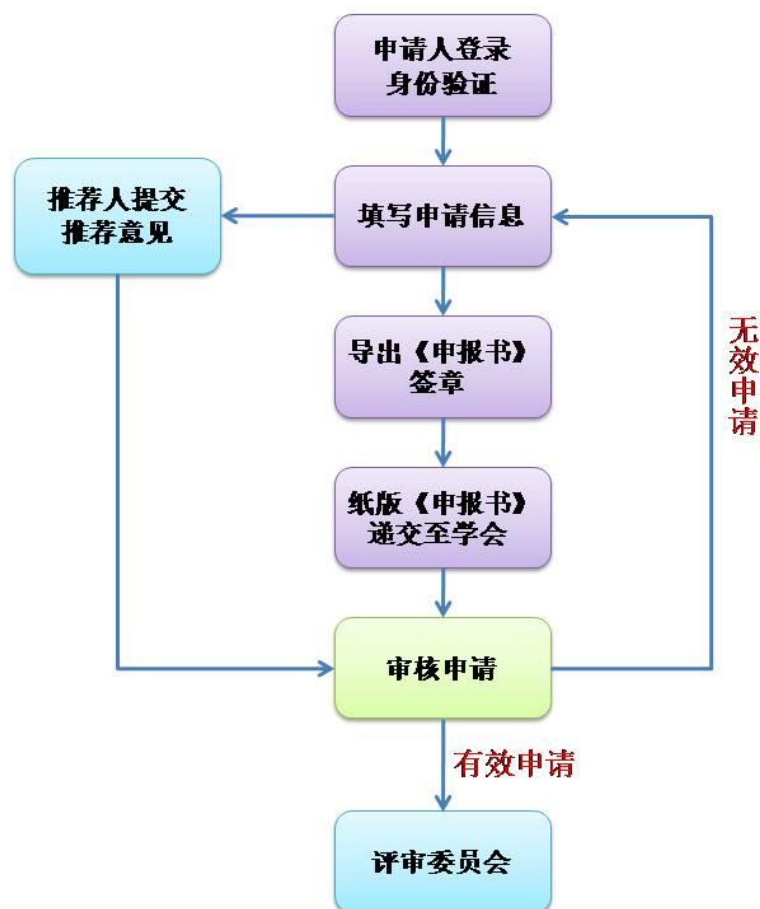 申请人登录
身份验证
推荐人提交
推荐意见
填写申请信息
导出《申报书》
签章
无效申请
纸版《申报书》
递交至学会
审核申请
有效申请
评审委员会